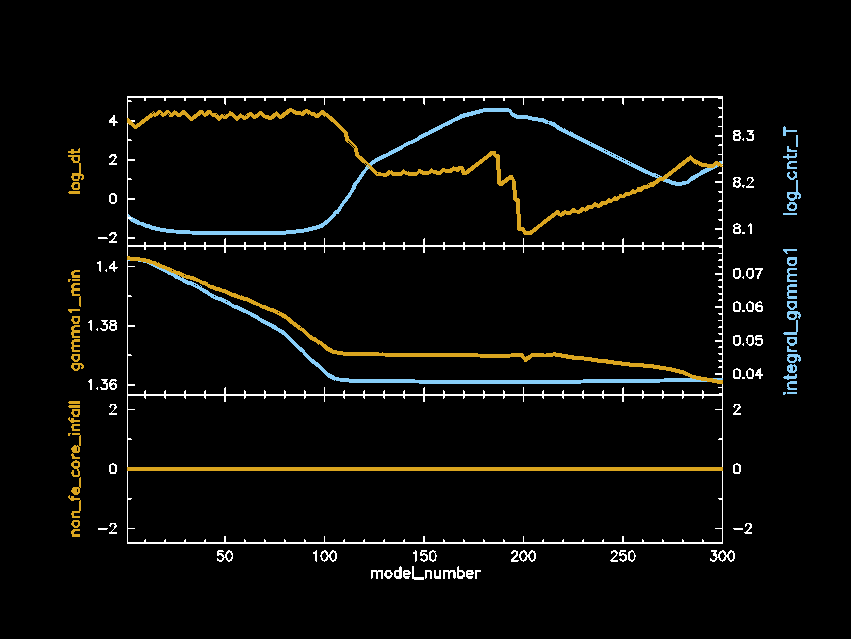 log_dt
4
2
0
−2
8.3
8.2
8.1
log_cntr_T
gamma1_min
1.4
1.38
1.36
0.07
0.06
0.05
0.04
integral_gamma1
non_fe_core_infall
2
0
−2
2
0
−2
50 100 150 200 250 300
model_number